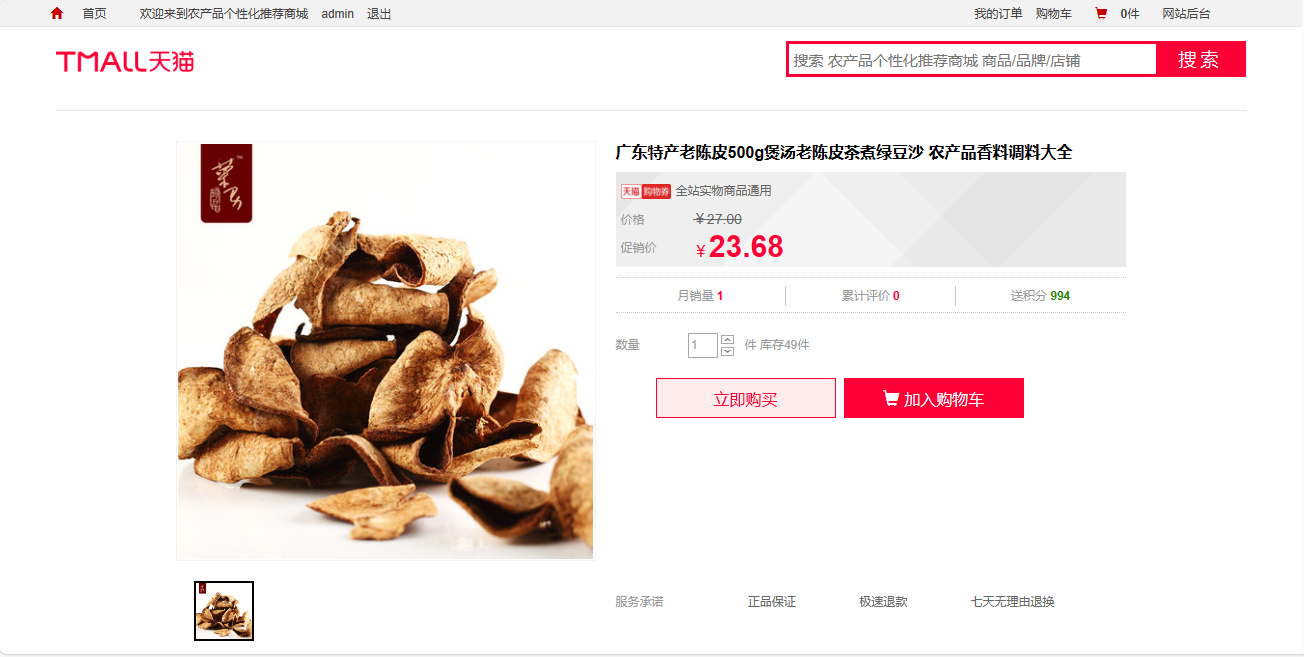 首页 欢迎来到农产品个性化推荐商城 admin 退出 我的订单 购物车 0件 网站后台
TMALL天猫
搜索 农产品个性化推荐商城 商品/品牌/店铺 搜索
菜哥
广东特产老陈皮500g煲汤老陈皮茶煮绿豆沙 农产品香料调料大全
天猫 购物券 全站实物商品通用
价格 ¥27.00
促销价 ¥23.68
月销量 1 累计评价 0 送积分 994
数量 1 件 库存49件
立即购买 加入购物车
服务承诺 正品保证 极速退款 七天无理由退换